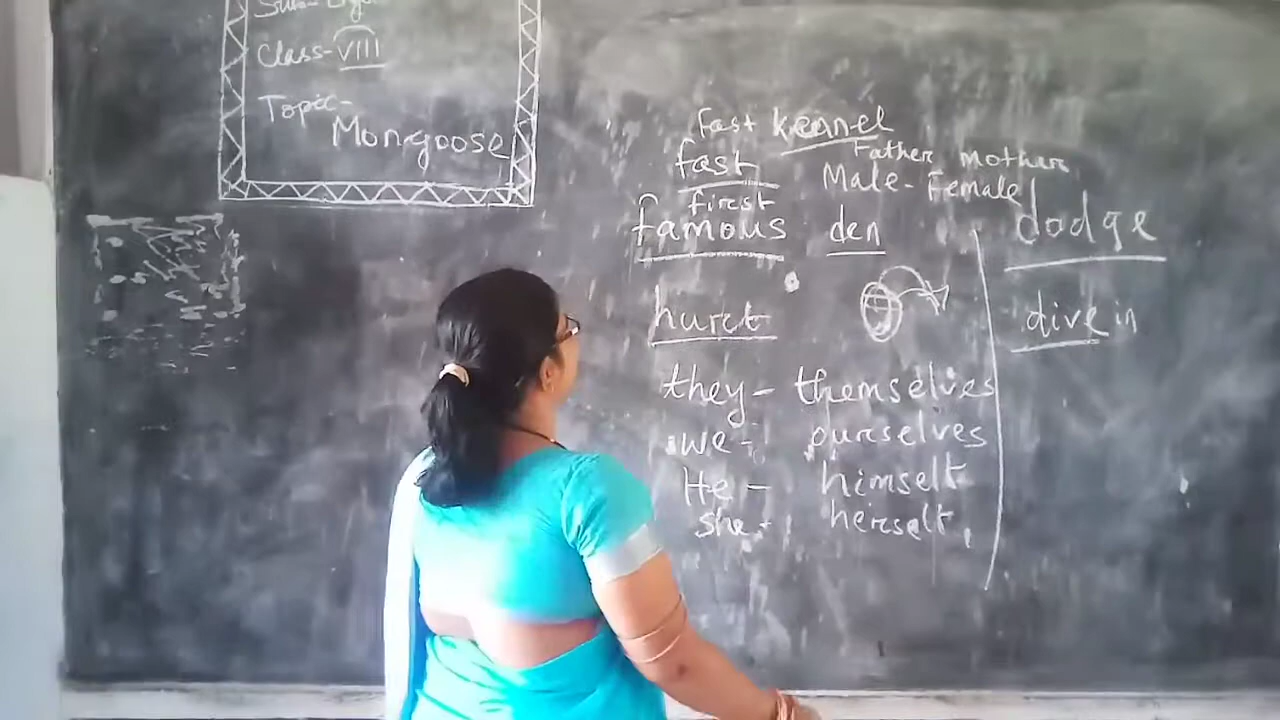 Class-VIII
Topic-
Mongoose
Fast kernel
fast
Father mother
Male-Female
first
famous den
dodge
hurt
dive in
they- themselves
we- ourselves
He- himself
She- herself